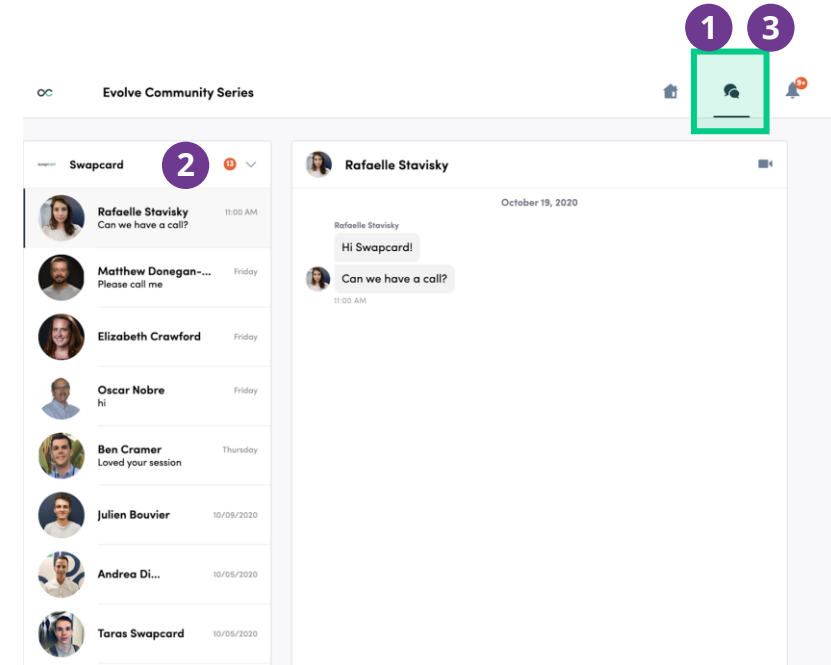 1 3
Evolve Community Series
9+
Swapcard 2 13
Rafaelle Stavisky 11:00 AM
Can we have a call?
Matthew Donegan-... Friday
Please call me
Elizabeth Crawford Friday
Oscar Nobre Friday
hi
Ben Cramer Thursday
Loved your session
Julien Bouvier 10/09/2020
Andrea Di... 10/05/2020
Taras Swapcard 10/05/2020
Rafaelle Stavisky
October 19, 2020
Rafaelle Stavisky
Hi Swapcard!
Can we have a call?
11:00 AM